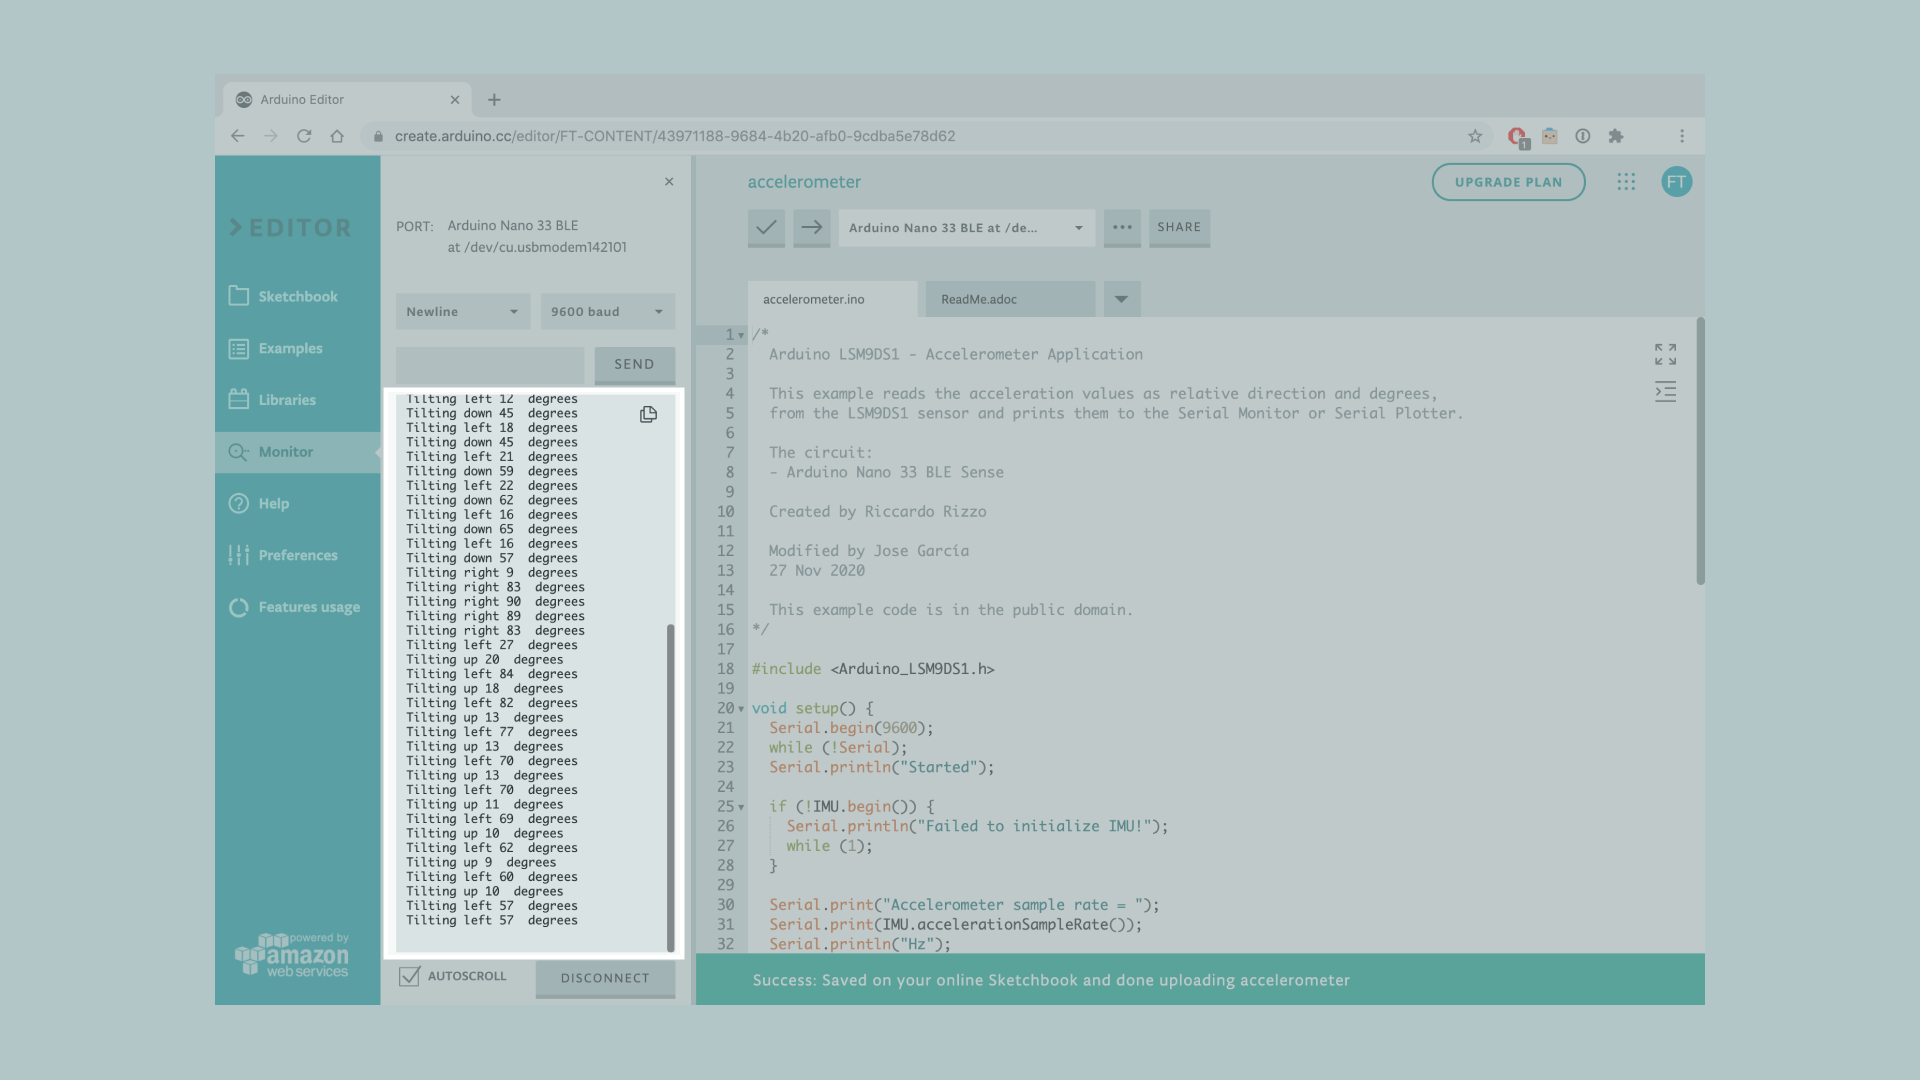 Arduino Editor
create.arduino.cc/editor/FT-CONTENT/43971188-9684-4b20-afb0-9cdba5e78d62
1
>EDITOR
Sketchbook
Examples
Libraries
Monitor
Help
Preferences
Features usage
powered by
amazon
web services
PORT: Arduino Nano 33 BLE
at /dev/cu.usbmodem142101
Newline
9600 baud
SEND
Tilting left 12  degrees
Tilting down 45  degrees
Tilting left 18  degrees
Tilting down 45  degrees
Tilting left 21  degrees
Tilting down 59  degrees
Tilting left 22  degrees
Tilting down 62  degrees
Tilting left 16  degrees
Tilting down 65  degrees
Tilting left 16  degrees
Tilting down 57  degrees
Tilting right 9  degrees
Tilting right 83  degrees
Tilting right 90  degrees
Tilting right 89  degrees
Tilting right 83  degrees
Tilting left 27  degrees
Tilting up 20  degrees
Tilting left 84  degrees
Tilting up 18  degrees
Tilting left 82  degrees
Tilting up 13  degrees
Tilting left 77  degrees
Tilting up 13  degrees
Tilting left 70  degrees
Tilting up 13  degrees
Tilting left 70  degrees
Tilting up 11  degrees
Tilting left 69  degrees
Tilting up 10  degrees
Tilting left 62  degrees
Tilting up 9  degrees
Tilting left 60  degrees
Tilting up 10  degrees
Tilting left 57  degrees
Tilting left 57  degrees
AUTOSCROLL
DISCONNECT
accelerometer
UPGRADE PLAN
FT
Arduino Nano 33 BLE at /de...
SHARE
accelerometer.ino
ReadMe.adoc
1 /*
2 Arduino LSM9DS1 - Accelerometer Application
3
4 This example reads the acceleration values as relative direction and degrees,
5 from the LSM9DS1 sensor and prints them to the Serial Monitor or Serial Plotter.
6
7 The circuit:
8 - Arduino Nano 33 BLE Sense
9
10 Created by Riccardo Rizzo
11
12 Modified by Jose García
13 27 Nov 2020
14
15 This example code is in the public domain.
16 */
17
18 #include <Arduino_LSM9DS1.h>
19
20 void setup() {
21 Serial.begin(9600);
22 while (!Serial);
23 Serial.println("Started");
24
25 if (!IMU.begin()) {
26 Serial.println("Failed to initialize IMU!");
27 while (1);
28 }
29
30 Serial.print("Accelerometer sample rate = ");
31 Serial.print(IMU.accelerationSampleRate());
32 Serial.println("Hz");
Success: Saved on your online Sketchbook and done uploading accelerometer